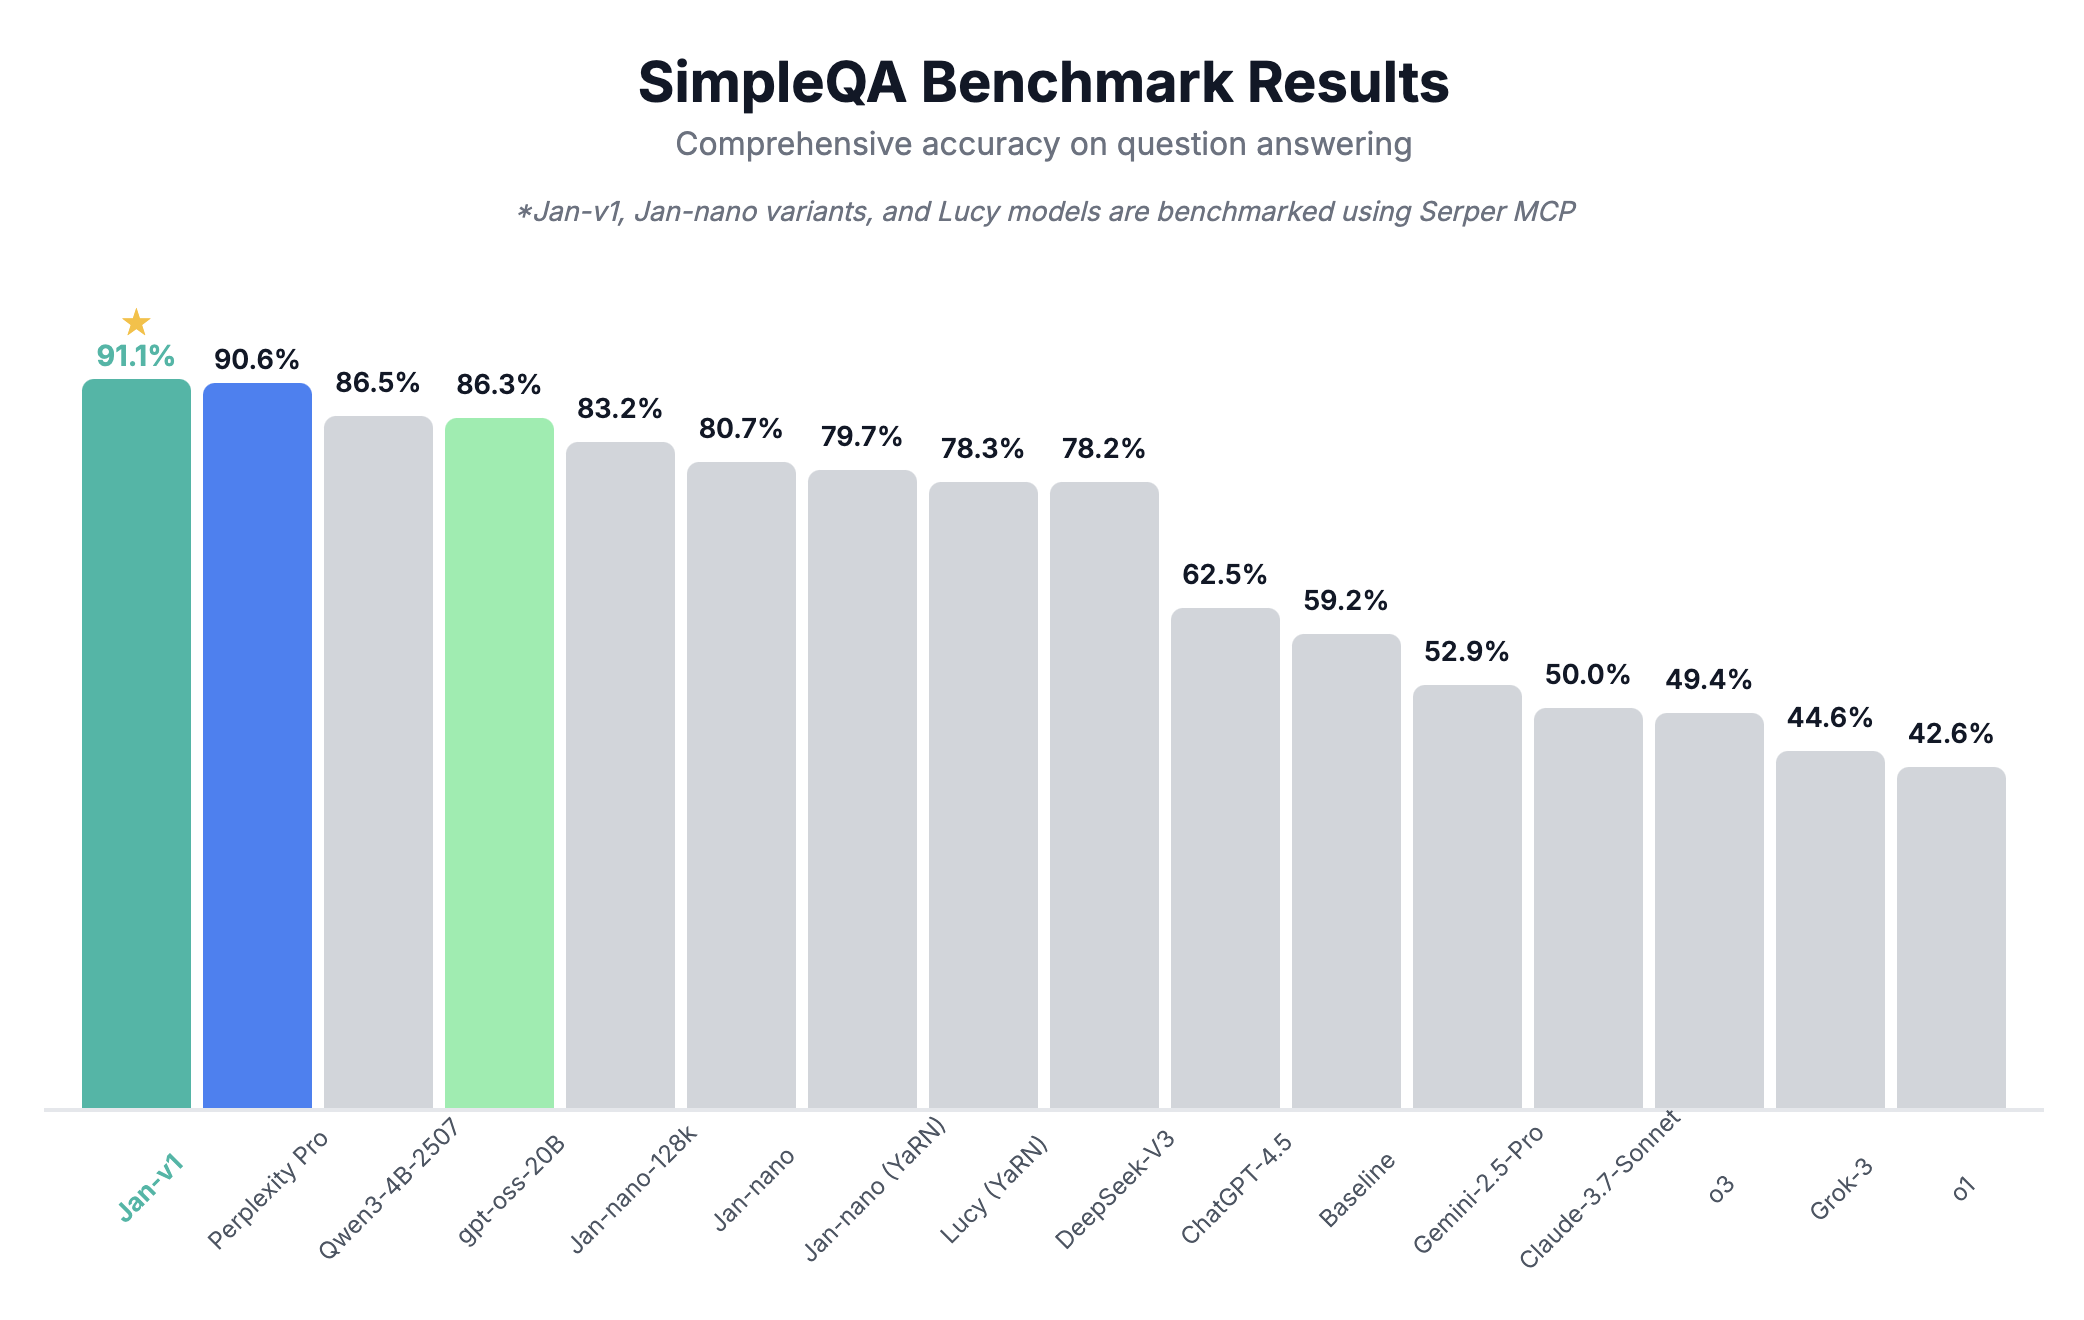 SimpleQA Benchmark Results
Comprehensive accuracy on question answering
*Jan-v1, Jan-nano variants, and Lucy models are benchmarked using Serper MCP
91.1%
90.6%
86.5%
86.3%
83.2%
80.7%
79.7%
78.3%
78.2%
62.5%
59.2%
52.9%
50.0%
49.4%
44.6%
42.6%
Jan-v1
Perplexity Pro
Qwen3-4B-2507
gpt-oss-20B
Jan-nano-128k
Jan-nano
Jan-nano (YaRN)
Lucy (YaRN)
DeepSeek-V3
ChatGPT-4.5
Baseline
Gemini-2.5-Pro
Claude-3.7-Sonnet
o3
Grok-3
o1